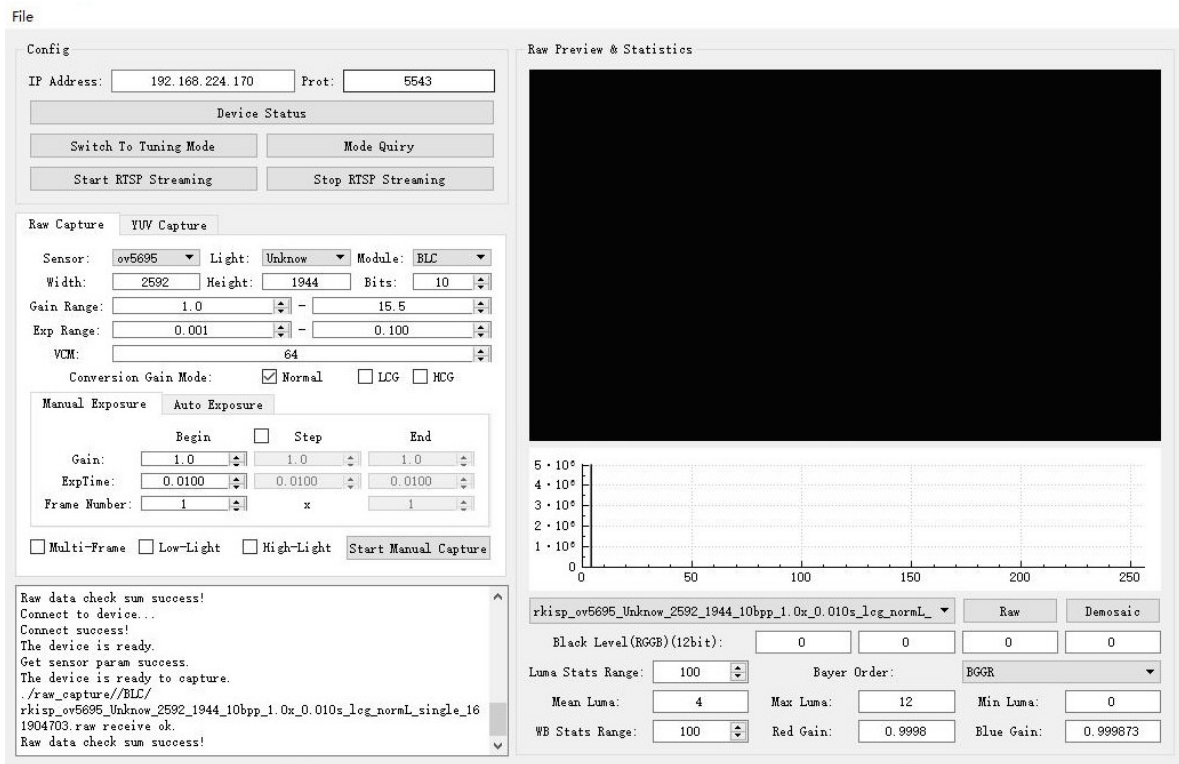 File
Config
IP Address: 192.168.224.170 Prot: 5543
Device Status
Switch To Tuning Mode Mode Quiry
Start RTSP Streaming Stop RTSP Streaming
Raw Capture YUV Capture
Sensor: ov5695 Light: Unknow Module: BLC
Width: 2592 Height: 1944 Bits: 10
Gain Range: 1.0 - 15.5
Exp Range: 0.001 - 0.100
VCM: 64
Conversion Gain Mode: Normal LCG HCG
Manual Exposure Auto Exposure
Begin Step End
Gain: 1.0 1.0 1.0
ExpTime: 0.0100 0.0100 0.0100
Frame Number: 1 x 1
Multi-Frame Low-Light High-Light Start Manual Capture
Raw data check sum success!
Connect to device...
Connect success!
The device is ready.
Get sensor param success.
The device is ready to capture.
./raw_capture//BLC/
rkisp_ov5695_Unknow_2592_1944_10bpp_1.0x_0.010s_lcg_normL_single_16
1904703.raw receive ok.
Raw data check sum success!
Raw Preview & Statistics
5·10⁶
4·10⁶
3·10⁶
2·10⁶
1·10⁶
0
0 50 100 150 200 250
rkisp_ov5695_Unknow_2592_1944_10bpp_1.0x_0.010s_lcg_normL_ Raw Demosaic
Black Level(RGGB)(12bit): 0 0 0 0
Luma Stats Range: 100 Bayer Order: BGGR
Mean Luma: 4 Max Luma: 12 Min Luma: 0
WB Stats Range: 100 Red Gain: 0.9998 Blue Gain: 0.999873